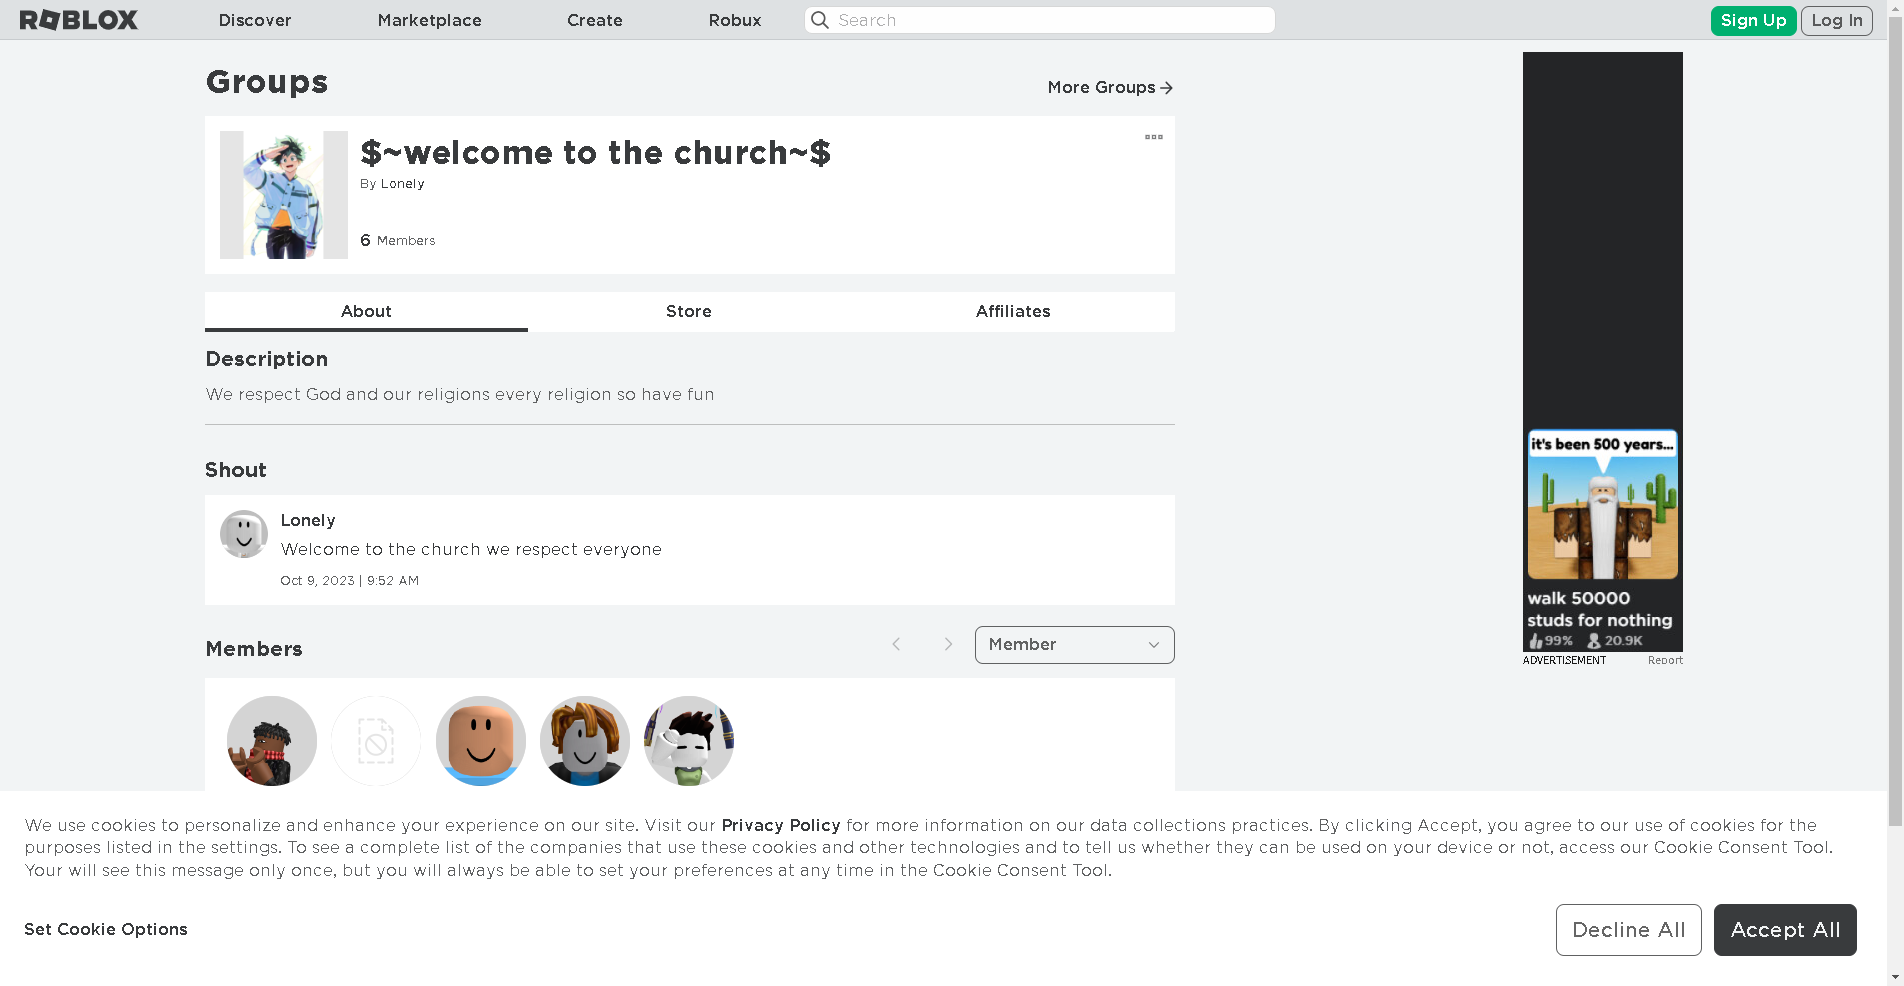 ROBLOX Discover Marketplace Create Robux Search Sign Up Log In
Groups
More Groups
$~welcome to the church~$
By Lonely
6 Members
About Store Affiliates
Description
We respect God and our religions every religion so have fun
Shout
Lonely
Welcome to the church we respect everyone
Oct 9, 2023 | 9:52 AM
Members
Member
it's been 500 years...
walk 50000
studs for nothing
99% 20.9K
ADVERTISEMENT Report
We use cookies to personalize and enhance your experience on our site. Visit our Privacy Policy for more information on our data collections practices. By clicking Accept, you agree to our use of cookies for the
purposes listed in the settings. To see a complete list of the companies that use these cookies and other technologies and to tell us whether they can be used on your device or not, access our Cookie Consent Tool.
Your will see this message only once, but you will always be able to set your preferences at any time in the Cookie Consent Tool.
Set Cookie Options
Decline All
Accept All